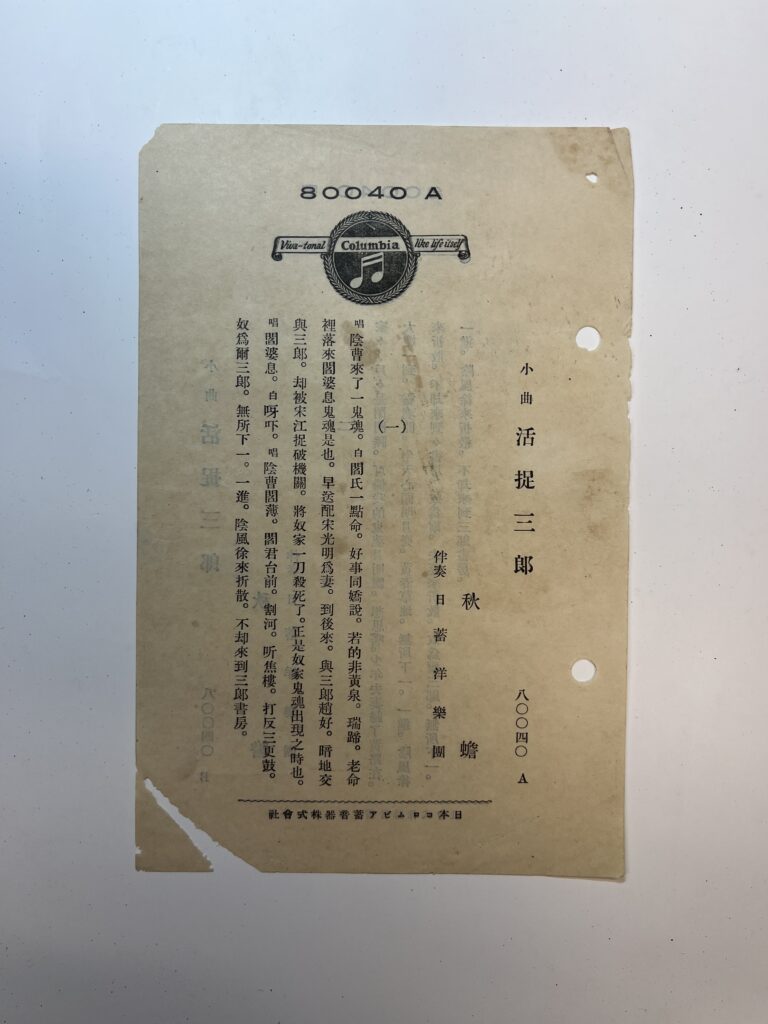 80040 A
Viva-tonal Columbia like life itself
小曲 活捉三郎 八〇〇四〇 A
秋蟾
伴奏 日蓄洋樂團
(一)
唱 陰曹來了一鬼魂。白 閻氏一點命。好事同嬌說。若的非黃泉。瑞蹄。老命
裡落來閻婆息鬼魂是也。早送配宋光明爲妻。到後來。與三郎趙好。暗地交
與三郎。却被宋江捉破機關。將奴家一刀殺死了。正是奴家鬼魂出現之時也。
唱 閻婆息。白 呀吓。唱 陰曹閻薄。閻君台前。割河。听焦樓。打反三更鼓。
奴爲爾三郎。無所下一。一進。陰風徐來折散。不却來到三郎書房。
日本コロムビア蓄音器株式會社